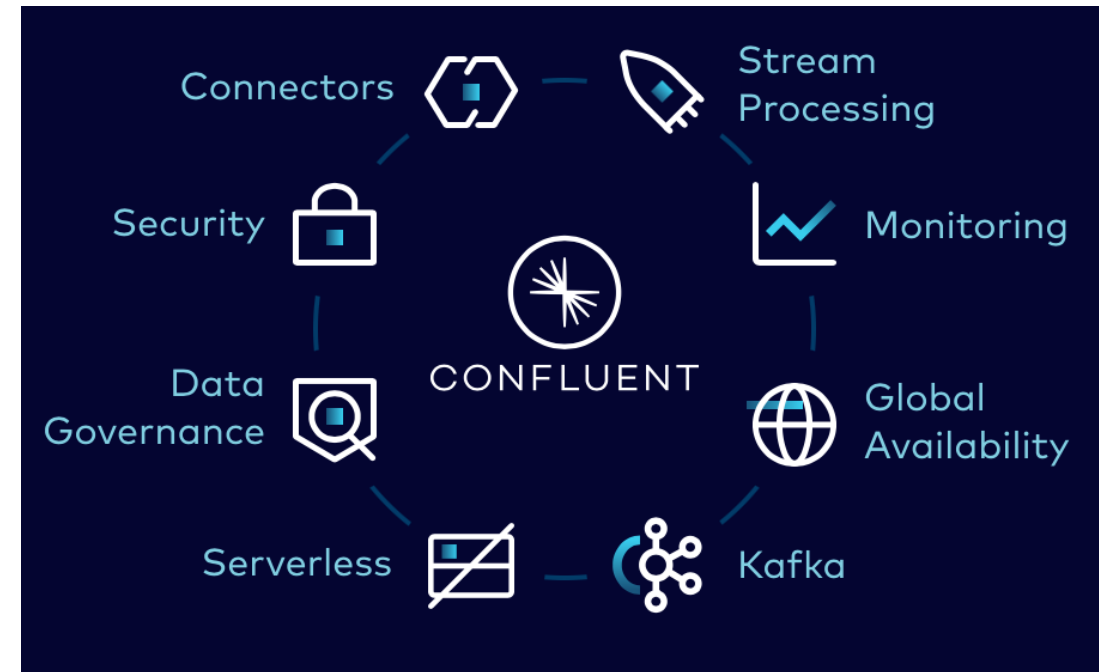 Connectors
Stream
Processing
Security
Monitoring
CONFLUENT
Data
Governance
Global
Availability
Serverless
Kafka